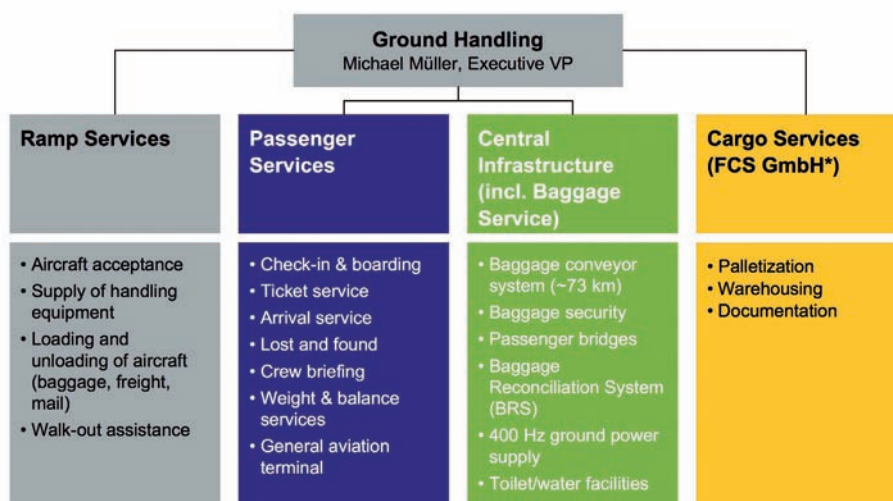 Ground Handling
Michael Müller, Executive VP
Ramp Services
• Aircraft acceptance
• Supply of handling
equipment
• Loading and
unloading of aircraft
(baggage, freight,
mail)
• Walk-out assistance
Passenger
Services
• Check-in & boarding
• Ticket service
• Arrival service
• Lost and found
• Crew briefing
• Weight & balance
services
• General aviation
terminal
Central
Infrastructure
(incl. Baggage
Service)
• Baggage conveyor
system (~73 km)
• Baggage security
• Passenger bridges
• Baggage
Reconciliation System
(BRS)
• 400 Hz ground power
supply
• Toilet/water facilities
Cargo Services
(FCS GmbH*)
• Palletization
• Warehousing
• Documentation